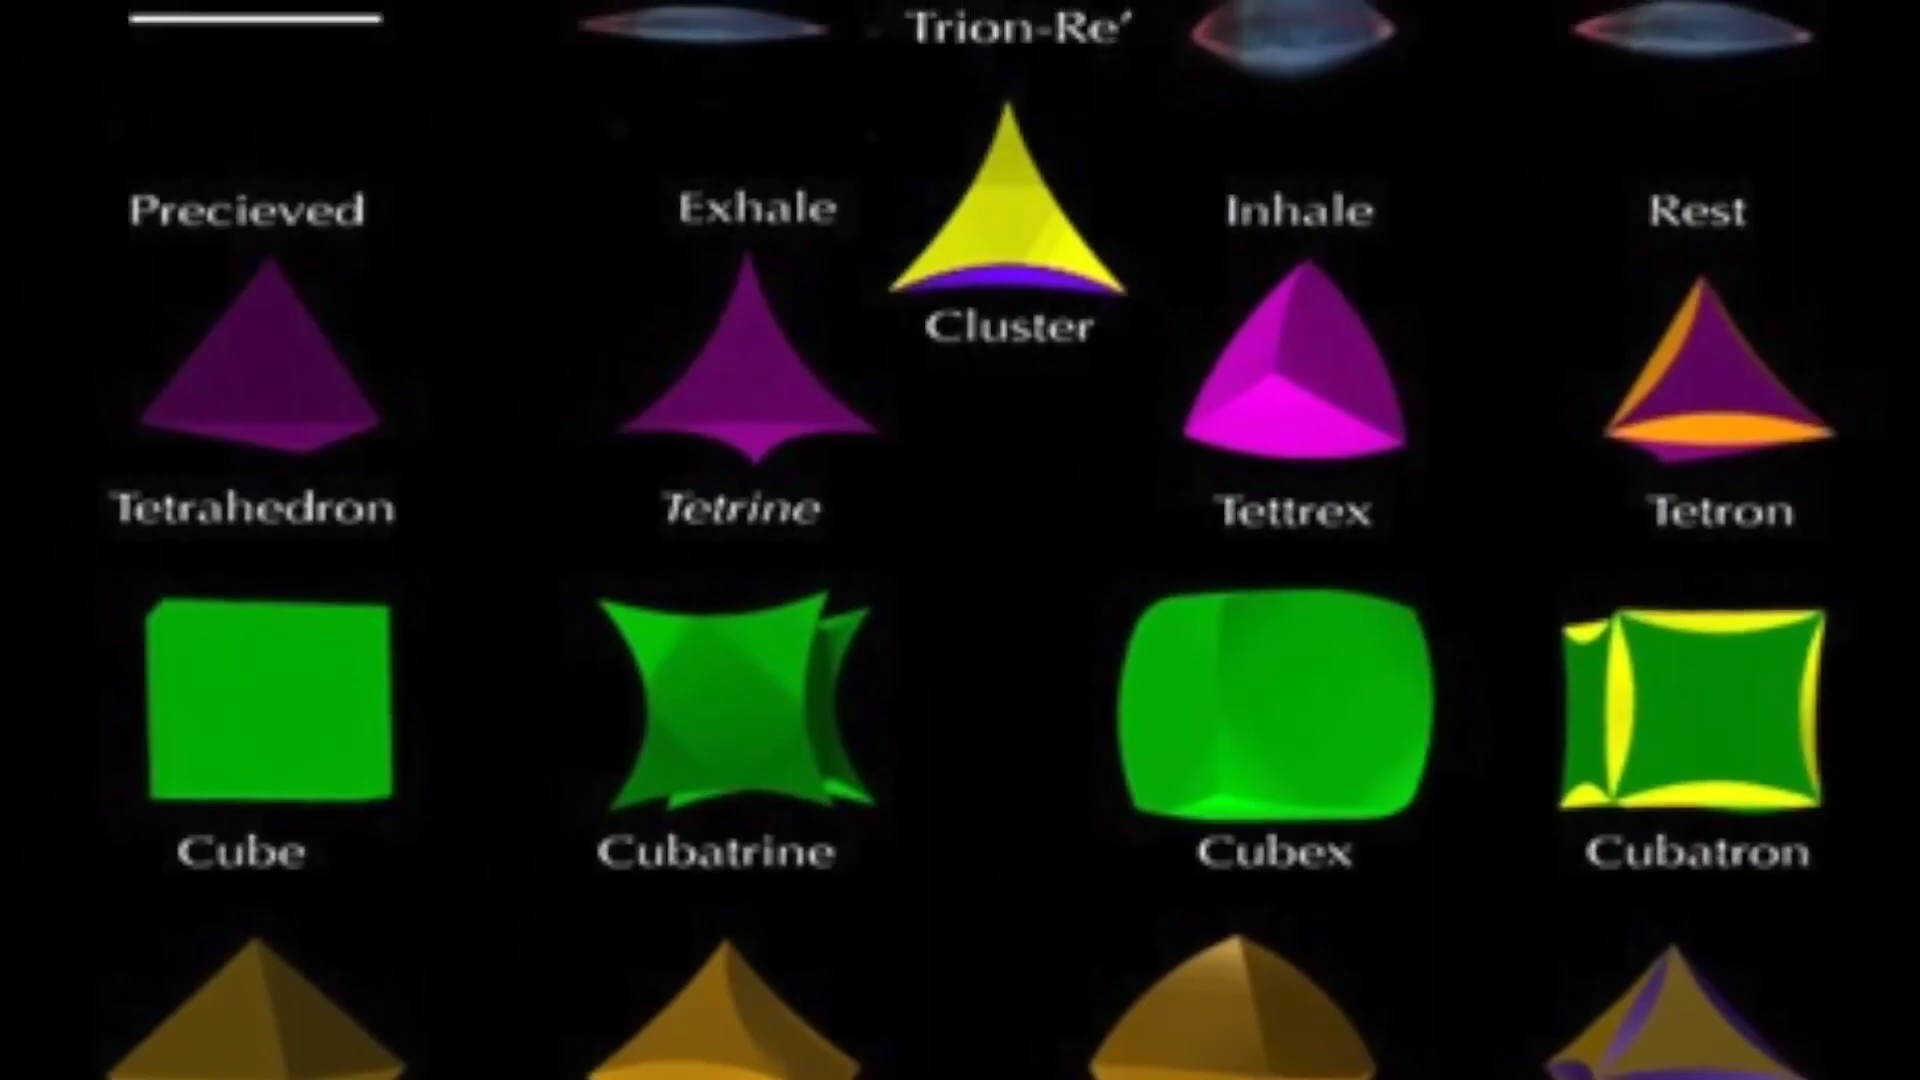 Trion-Re’
Precieved
Exhale
Inhale
Rest
Cluster
Tetrahedron
Tetrine
Tettrex
Tetron
Cube
Cubatrine
Cubex
Cubatron